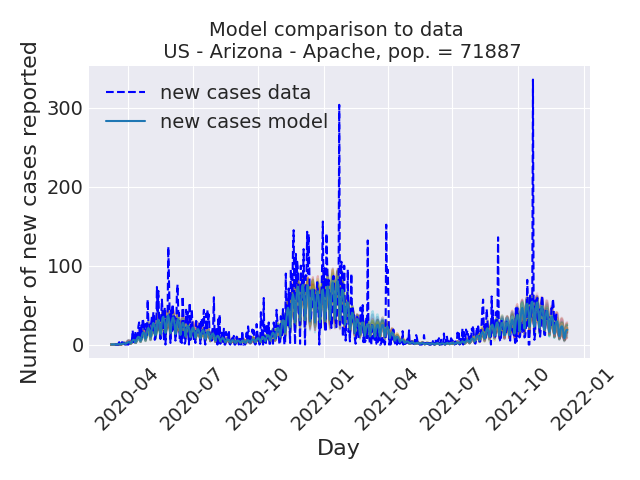 Model comparison to data
US - Arizona - Apache, pop. = 71887
Number of new cases reported
300
200
100
0
new cases data
new cases model
2020-04
2020-07
2020-10
2021-01
2021-04
2021-07
2021-10
2022-01
Day